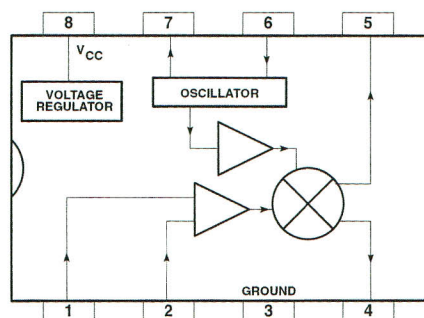 8 7 6 5
VCC
VOLTAGE
REGULATOR
OSCILLATOR
GROUND
1 2 3 4